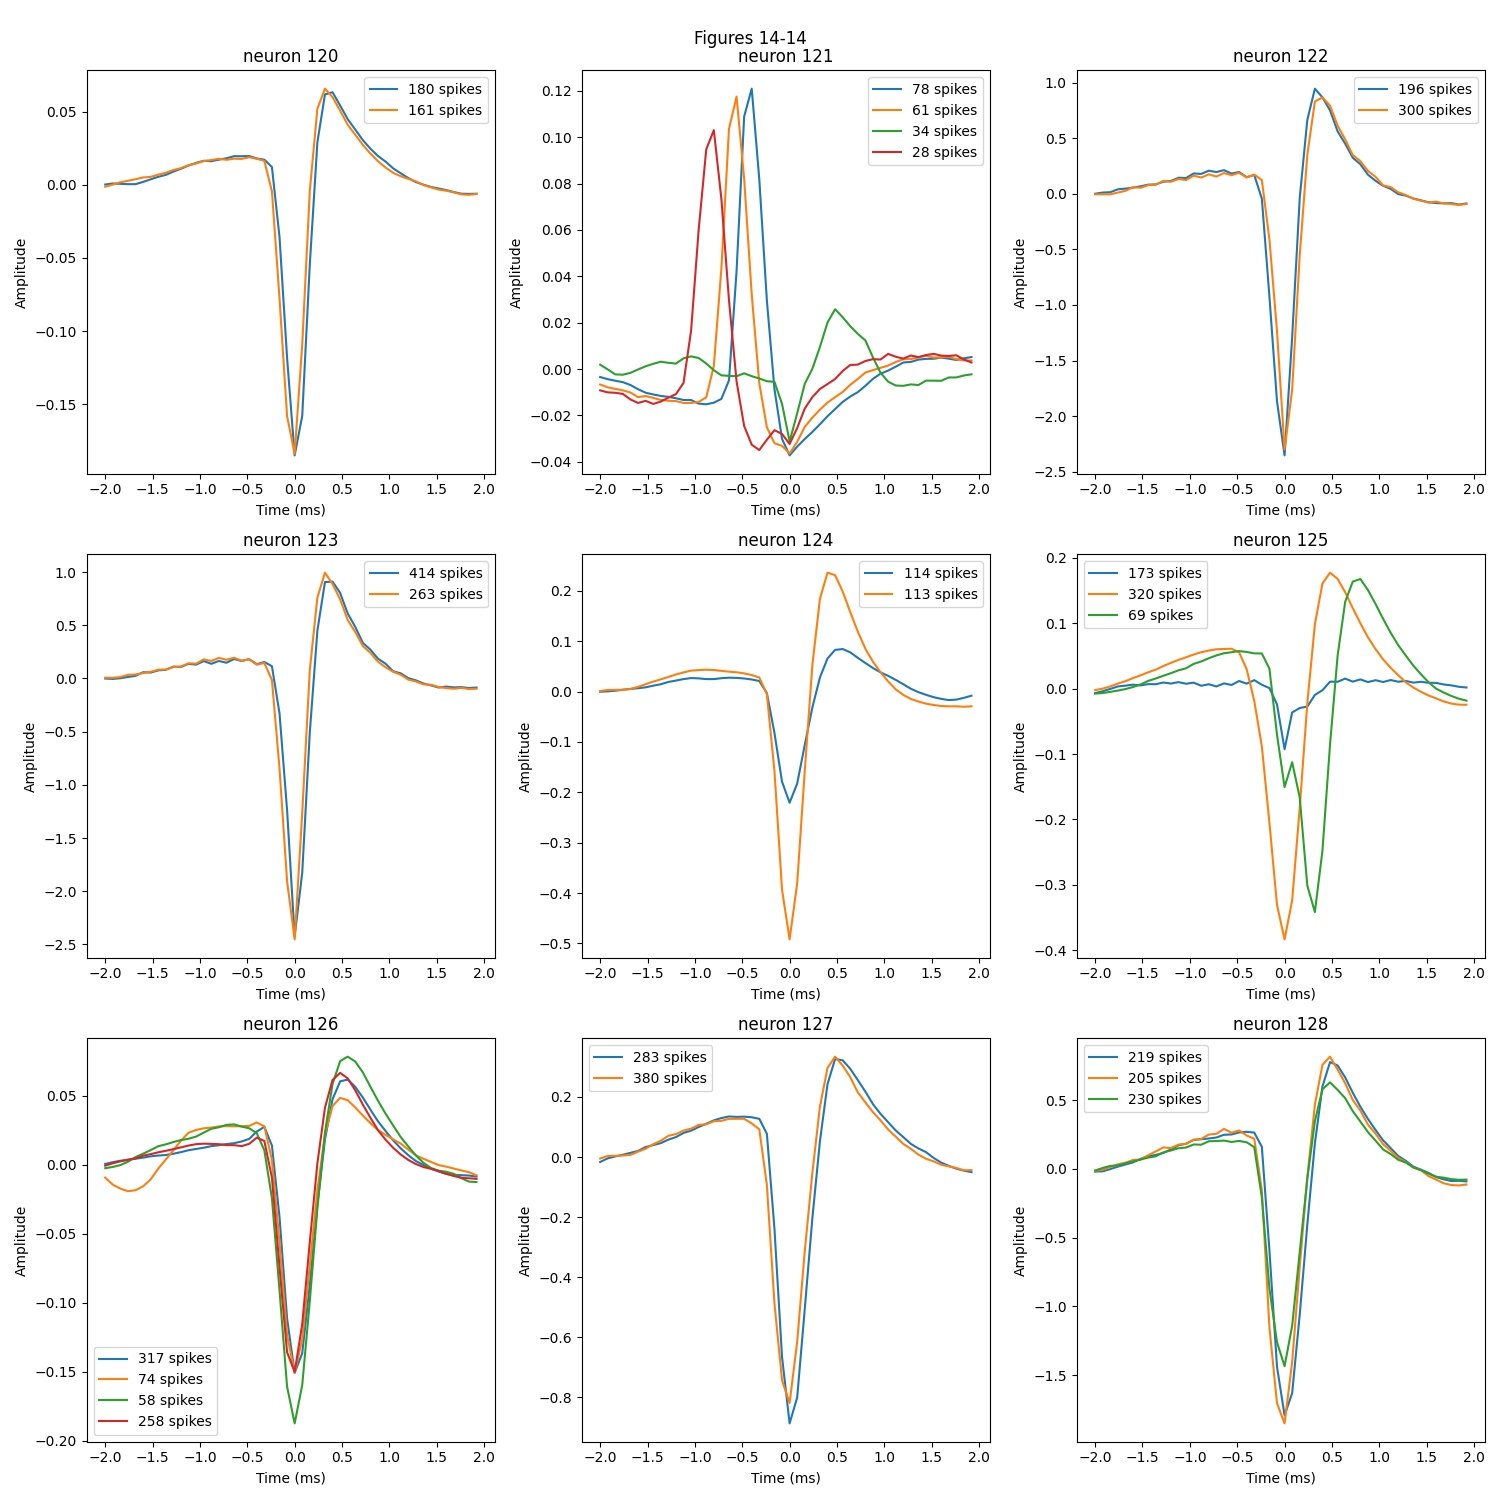 Figures 14-14
neuron 120
180 spikes
161 spikes
0.05
0.00
−0.05
−0.10
−0.15
Amplitude
−2.0 −1.5 −1.0 −0.5 0.0 0.5 1.0 1.5 2.0
Time (ms)
neuron 121
78 spikes
61 spikes
34 spikes
28 spikes
0.12
0.10
0.08
0.06
0.04
0.02
0.00
−0.02
−0.04
Amplitude
−2.0 −1.5 −1.0 −0.5 0.0 0.5 1.0 1.5 2.0
Time (ms)
neuron 122
196 spikes
300 spikes
1.0
0.5
0.0
−0.5
−1.0
−1.5
−2.0
−2.5
Amplitude
−2.0 −1.5 −1.0 −0.5 0.0 0.5 1.0 1.5 2.0
Time (ms)
neuron 123
414 spikes
263 spikes
1.0
0.5
0.0
−0.5
−1.0
−1.5
−2.0
−2.5
Amplitude
−2.0 −1.5 −1.0 −0.5 0.0 0.5 1.0 1.5 2.0
Time (ms)
neuron 124
114 spikes
113 spikes
0.2
0.1
0.0
−0.1
−0.2
−0.3
−0.4
−0.5
Amplitude
−2.0 −1.5 −1.0 −0.5 0.0 0.5 1.0 1.5 2.0
Time (ms)
neuron 125
173 spikes
320 spikes
69 spikes
0.2
0.1
0.0
−0.1
−0.2
−0.3
−0.4
Amplitude
−2.0 −1.5 −1.0 −0.5 0.0 0.5 1.0 1.5 2.0
Time (ms)
neuron 126
0.05
0.00
−0.05
−0.10
−0.15
−0.20
Amplitude
317 spikes
74 spikes
58 spikes
258 spikes
−2.0 −1.5 −1.0 −0.5 0.0 0.5 1.0 1.5 2.0
Time (ms)
neuron 127
283 spikes
380 spikes
0.2
0.0
−0.2
−0.4
−0.6
−0.8
Amplitude
−2.0 −1.5 −1.0 −0.5 0.0 0.5 1.0 1.5 2.0
Time (ms)
neuron 128
219 spikes
205 spikes
230 spikes
0.5
0.0
−0.5
−1.0
−1.5
Amplitude
−2.0 −1.5 −1.0 −0.5 0.0 0.5 1.0 1.5 2.0
Time (ms)